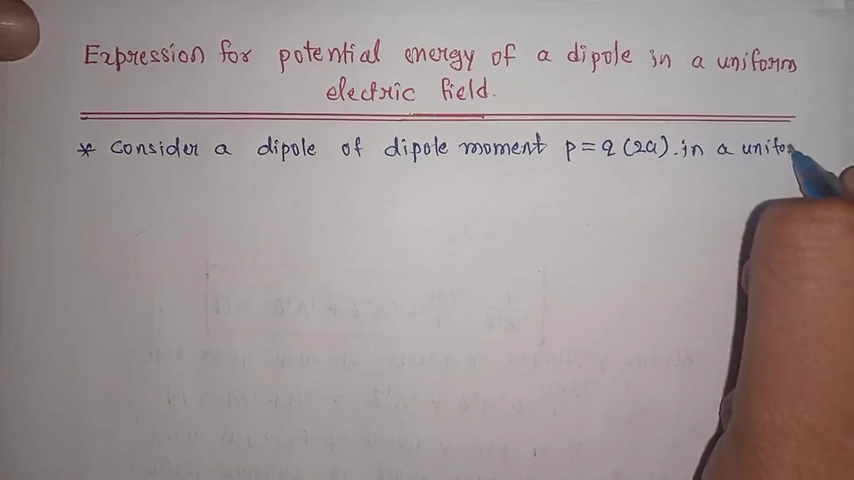 Expression for potential energy of a dipole in a uniform
electric field.
* Consider a dipole of dipole moment p = q (2a). in a unifo